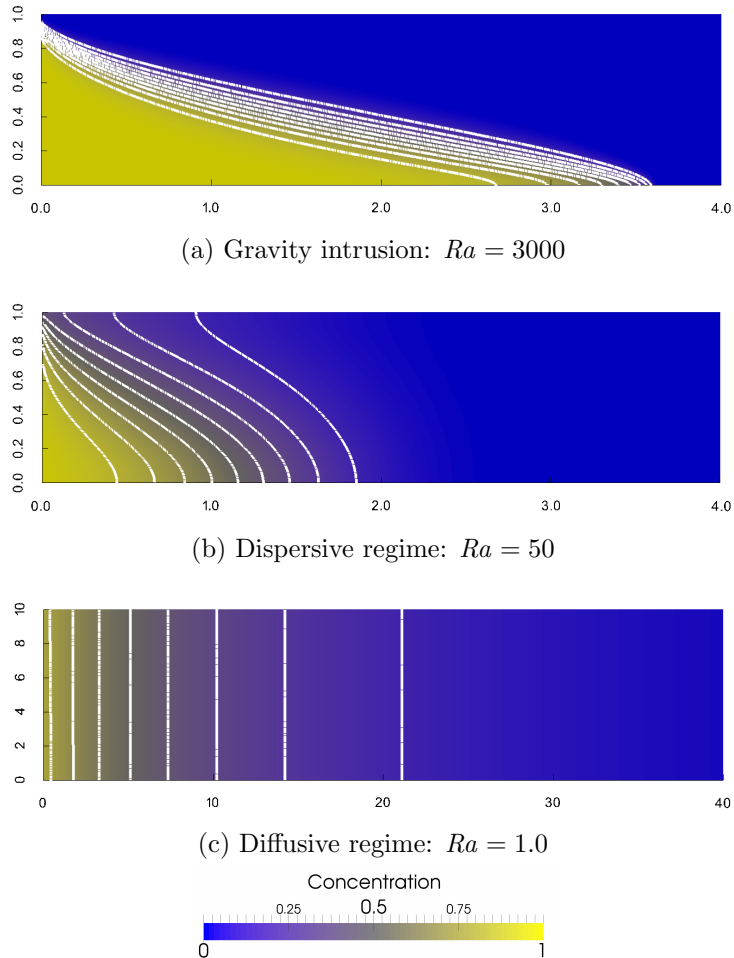 1.0
0.8
0.6
0.4
0.2
0.0
0.0 1.0 2.0 3.0 4.0
(a) Gravity intrusion: Ra = 3000
1.0
0.8
0.6
0.4
0.2
0.0
0.0 1.0 2.0 3.0 4.0
(b) Dispersive regime: Ra = 50
10
8
6
4
2
0
0 10 20 30 40
(c) Diffusive regime: Ra = 1.0
Concentration
0.25 0.5 0.75
0 1